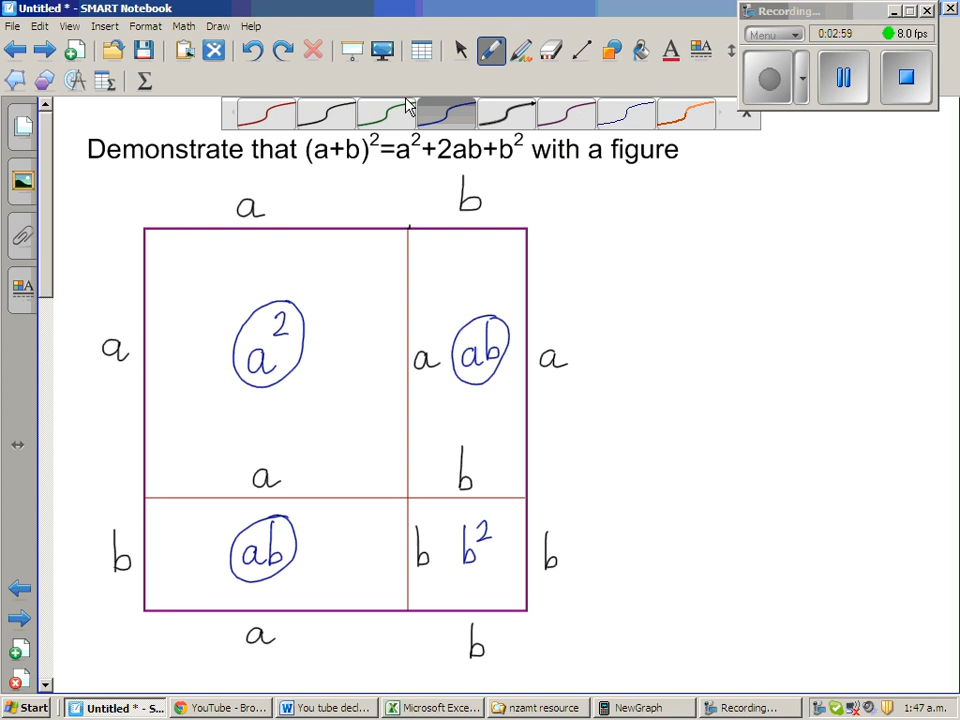 Untitled * - SMART Notebook
File Edit View Insert Format Math Draw Help
Recording...
Menu 0:02:59 8.0 fps
Demonstrate that (a+b)²=a²+2ab+b² with a figure
a b
a a² a ab a
a b
b ab b b² b
a b
Start Untitled * - SM... YouTube - Bro... You tube decl... Microsoft Exce... nzamt resource NewGraph Recording... 1:47 a.m.